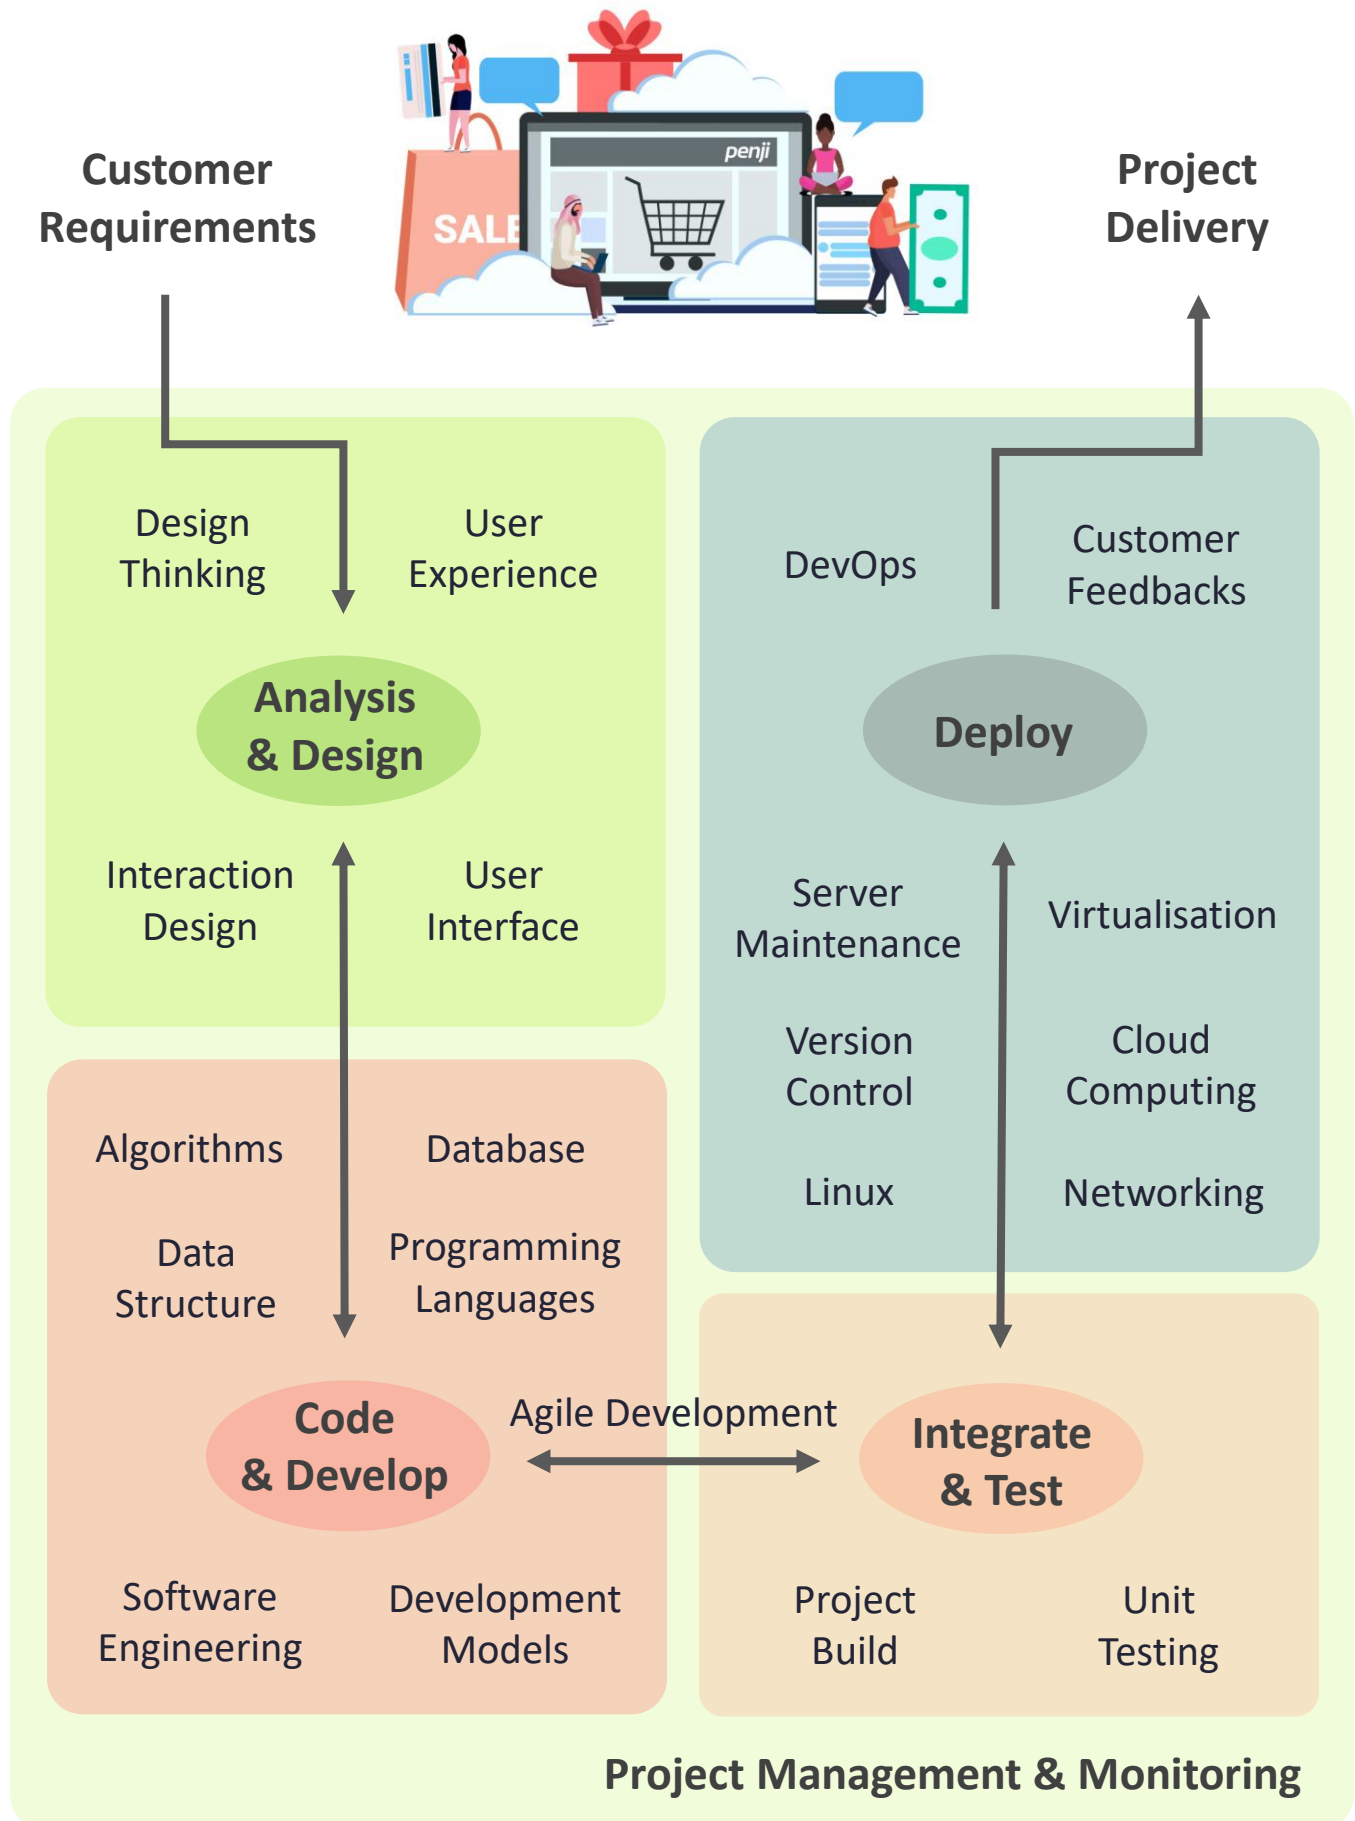 Customer
Requirements
penji
SALE
Project
Delivery
Design
Thinking
User
Experience
Analysis
& Design
Interaction
Design
User
Interface
DevOps
Customer
Feedbacks
Deploy
Server
Maintenance
Virtualisation
Version
Control
Cloud
Computing
Linux
Networking
Algorithms
Database
Data
Structure
Programming
Languages
Code
& Develop
Agile Development
Integrate
& Test
Software
Engineering
Development
Models
Project
Build
Unit
Testing
Project Management & Monitoring